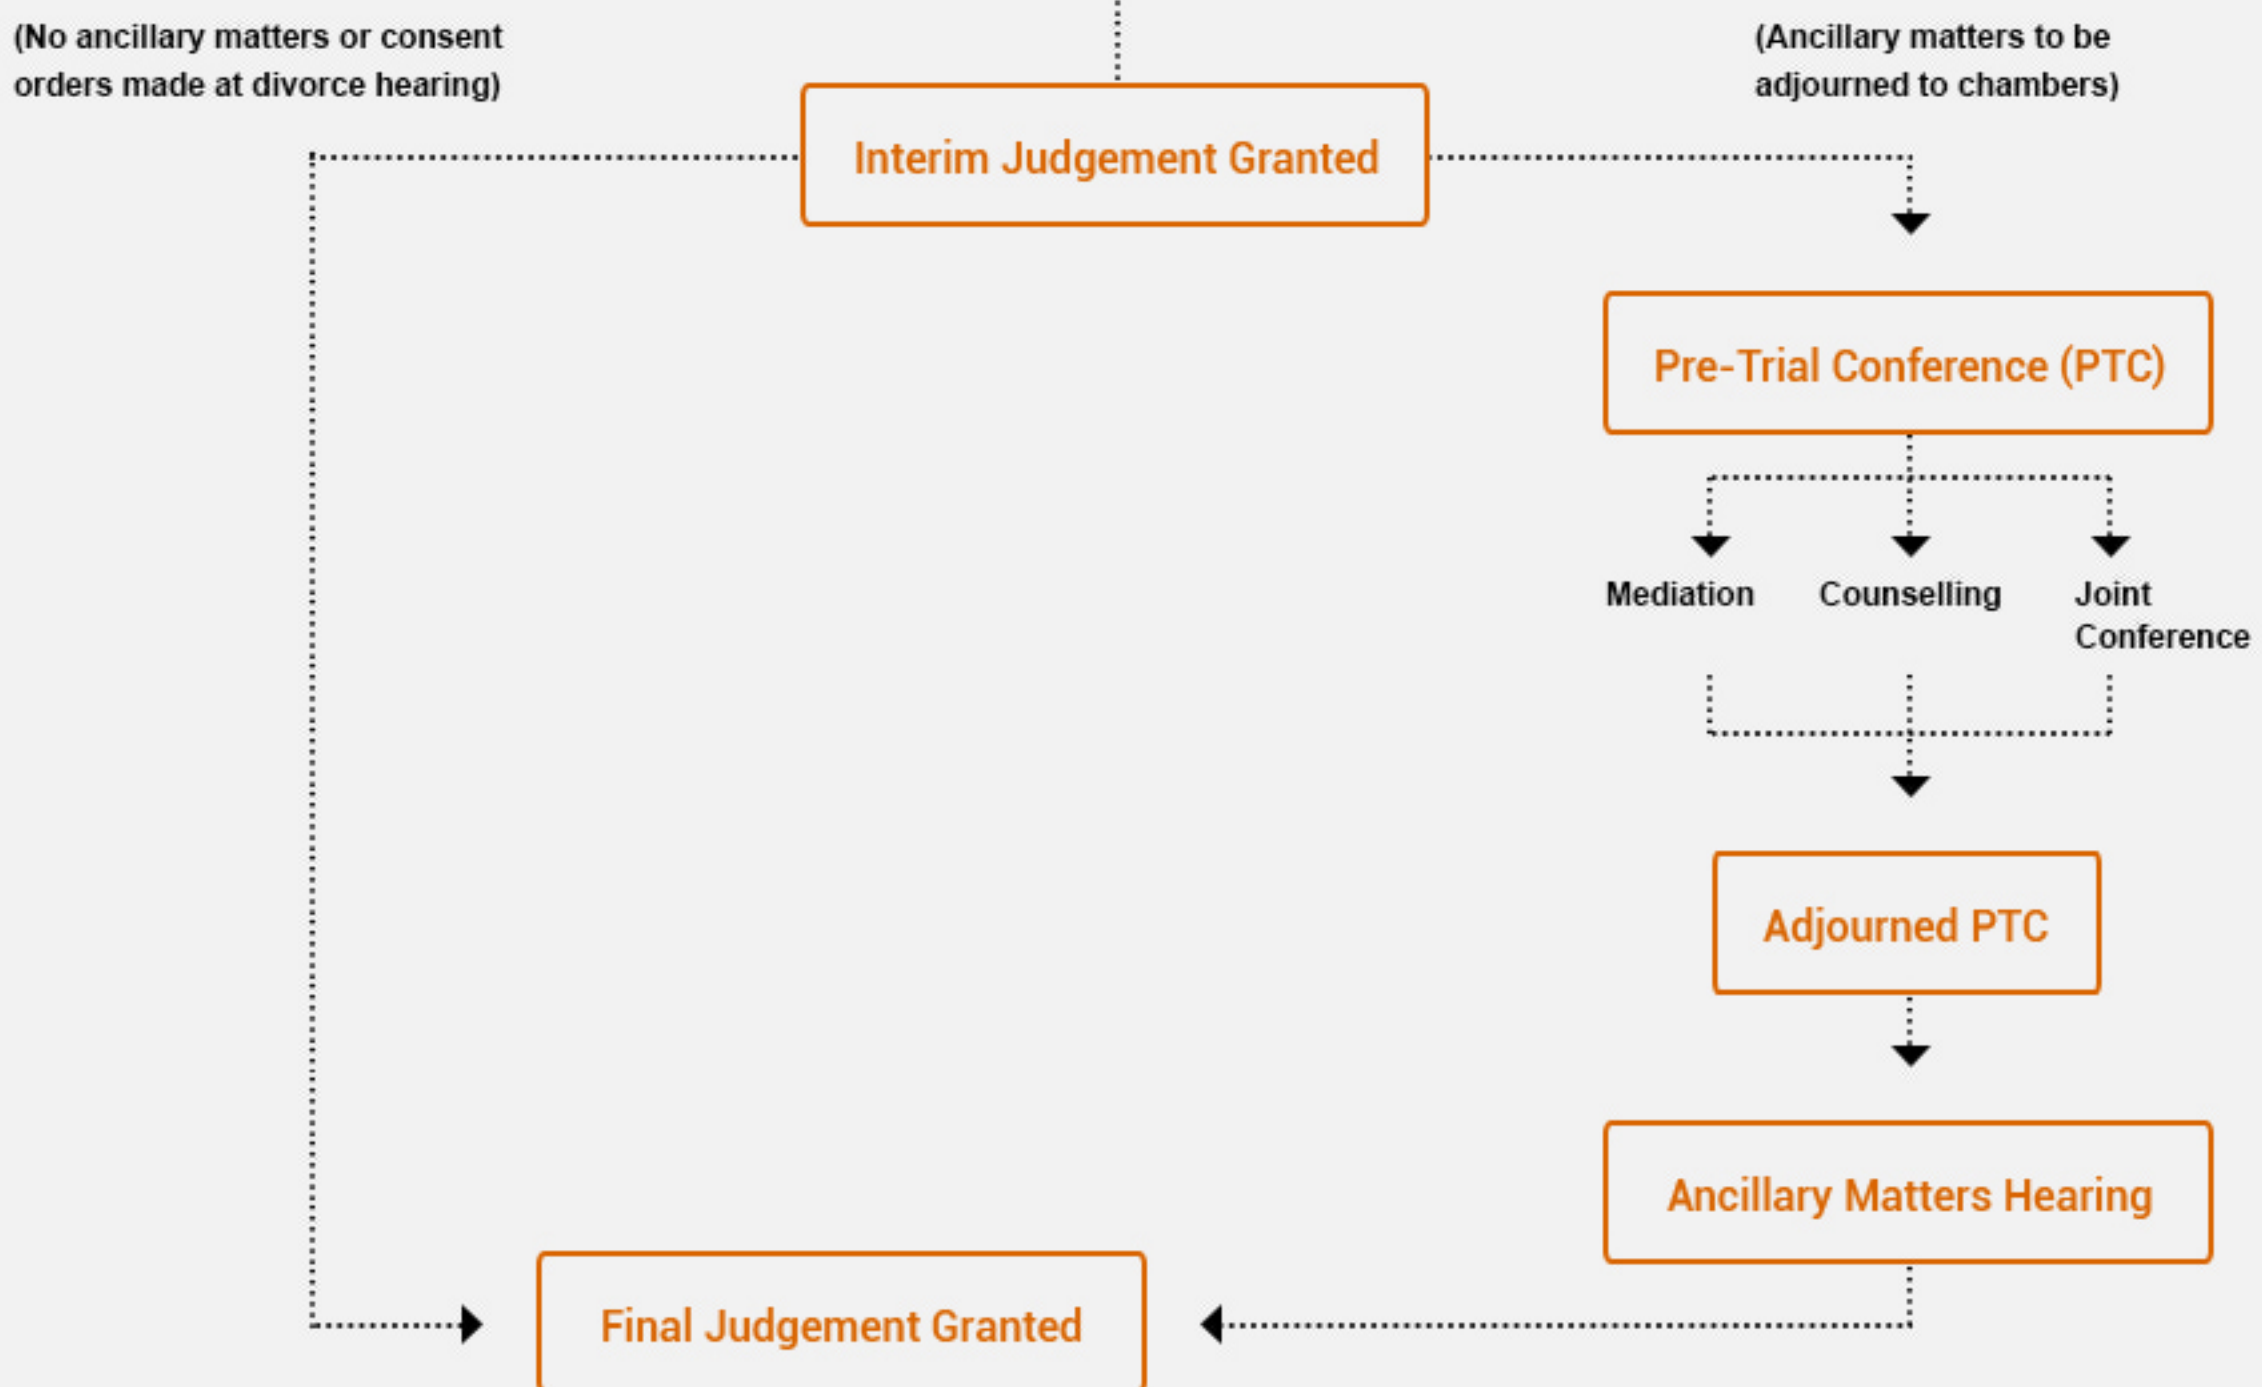 (No ancillary matters or consent
orders made at divorce hearing)
(Ancillary matters to be
adjourned to chambers)
Interim Judgement Granted
Pre-Trial Conference (PTC)
Mediation
Counselling
Joint
Conference
Adjourned PTC
Ancillary Matters Hearing
Final Judgement Granted